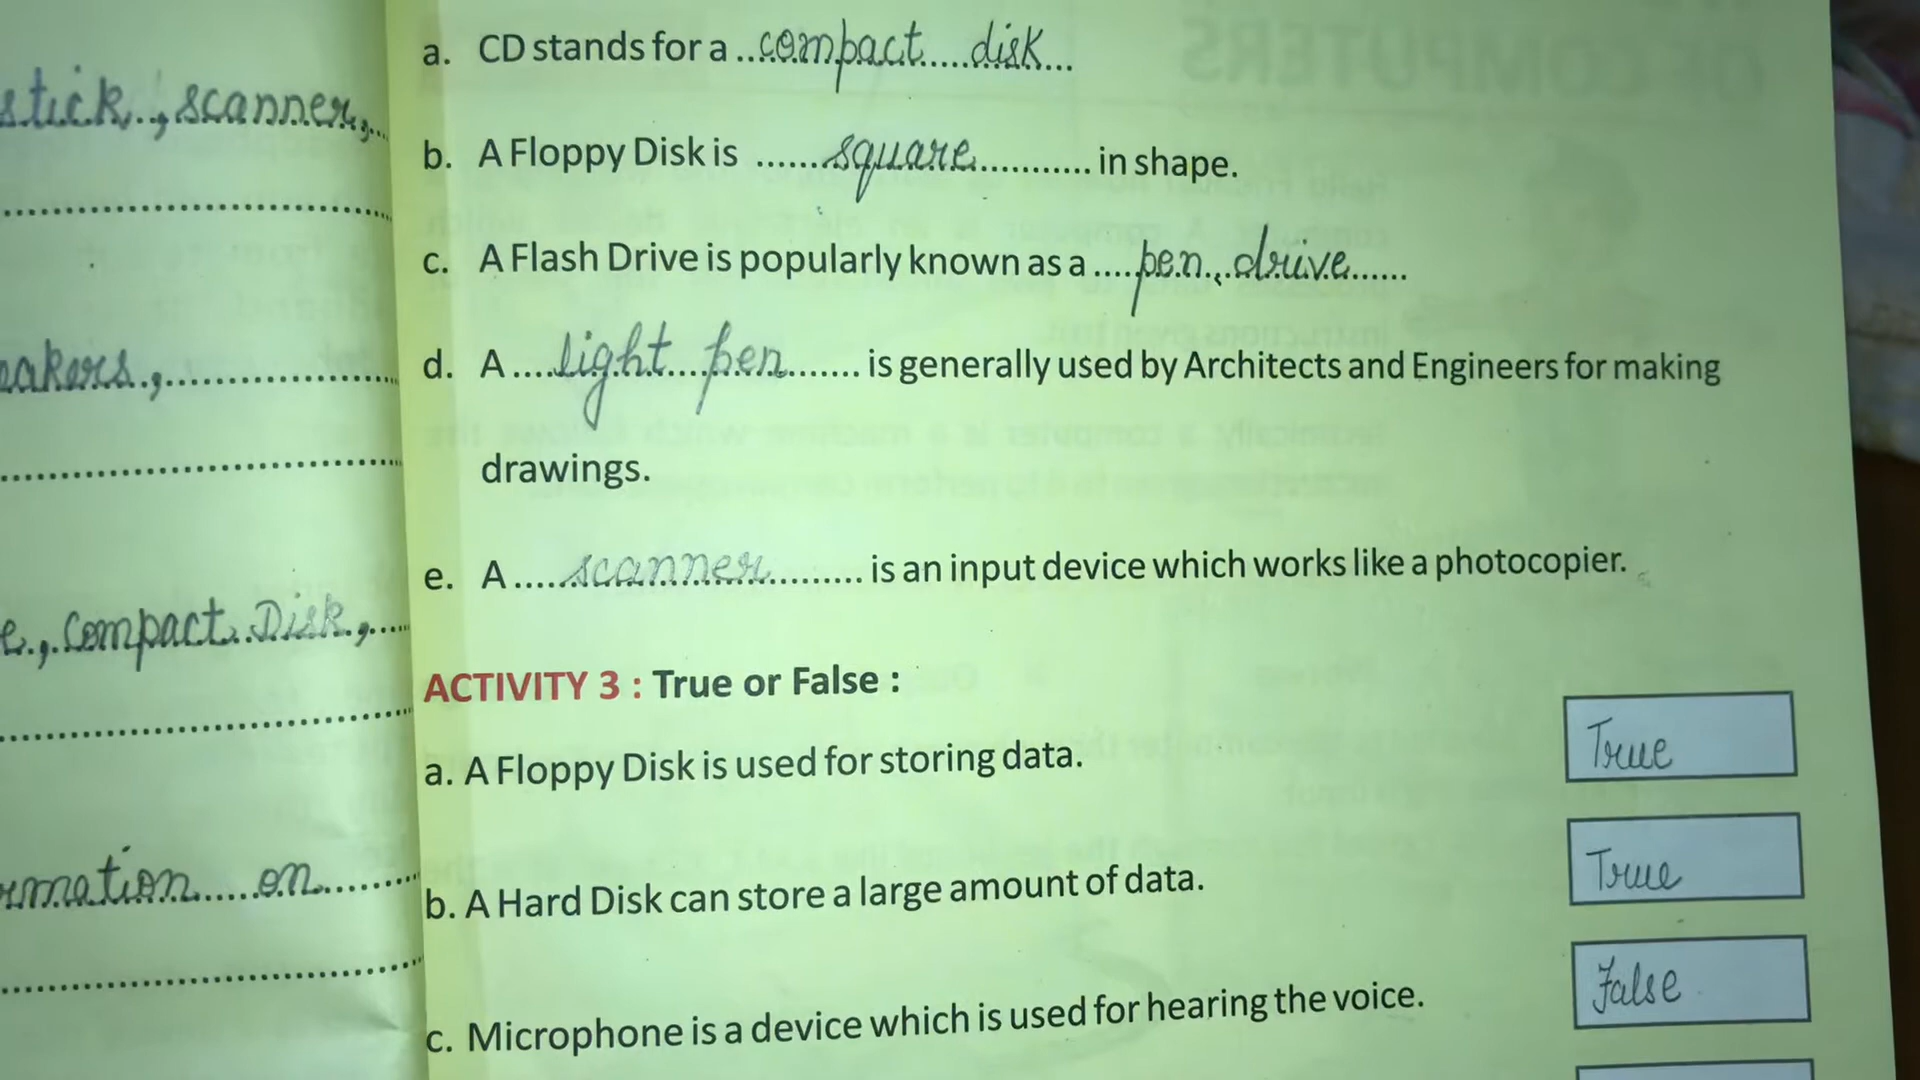 stick, scanner,
eakers,
e, Compact Disk,
rmation on
a. CD stands for a compact disk
b. A Floppy Disk is square in shape.
c. A Flash Drive is popularly known as a pen drive
d. A light pen is generally used by Architects and Engineers for making
drawings.
e. A scanner is an input device which works like a photocopier.
ACTIVITY 3 : True or False :
a. A Floppy Disk is used for storing data. True
b. A Hard Disk can store a large amount of data. True
c. Microphone is a device which is used for hearing the voice. False
OF COMPUTERS